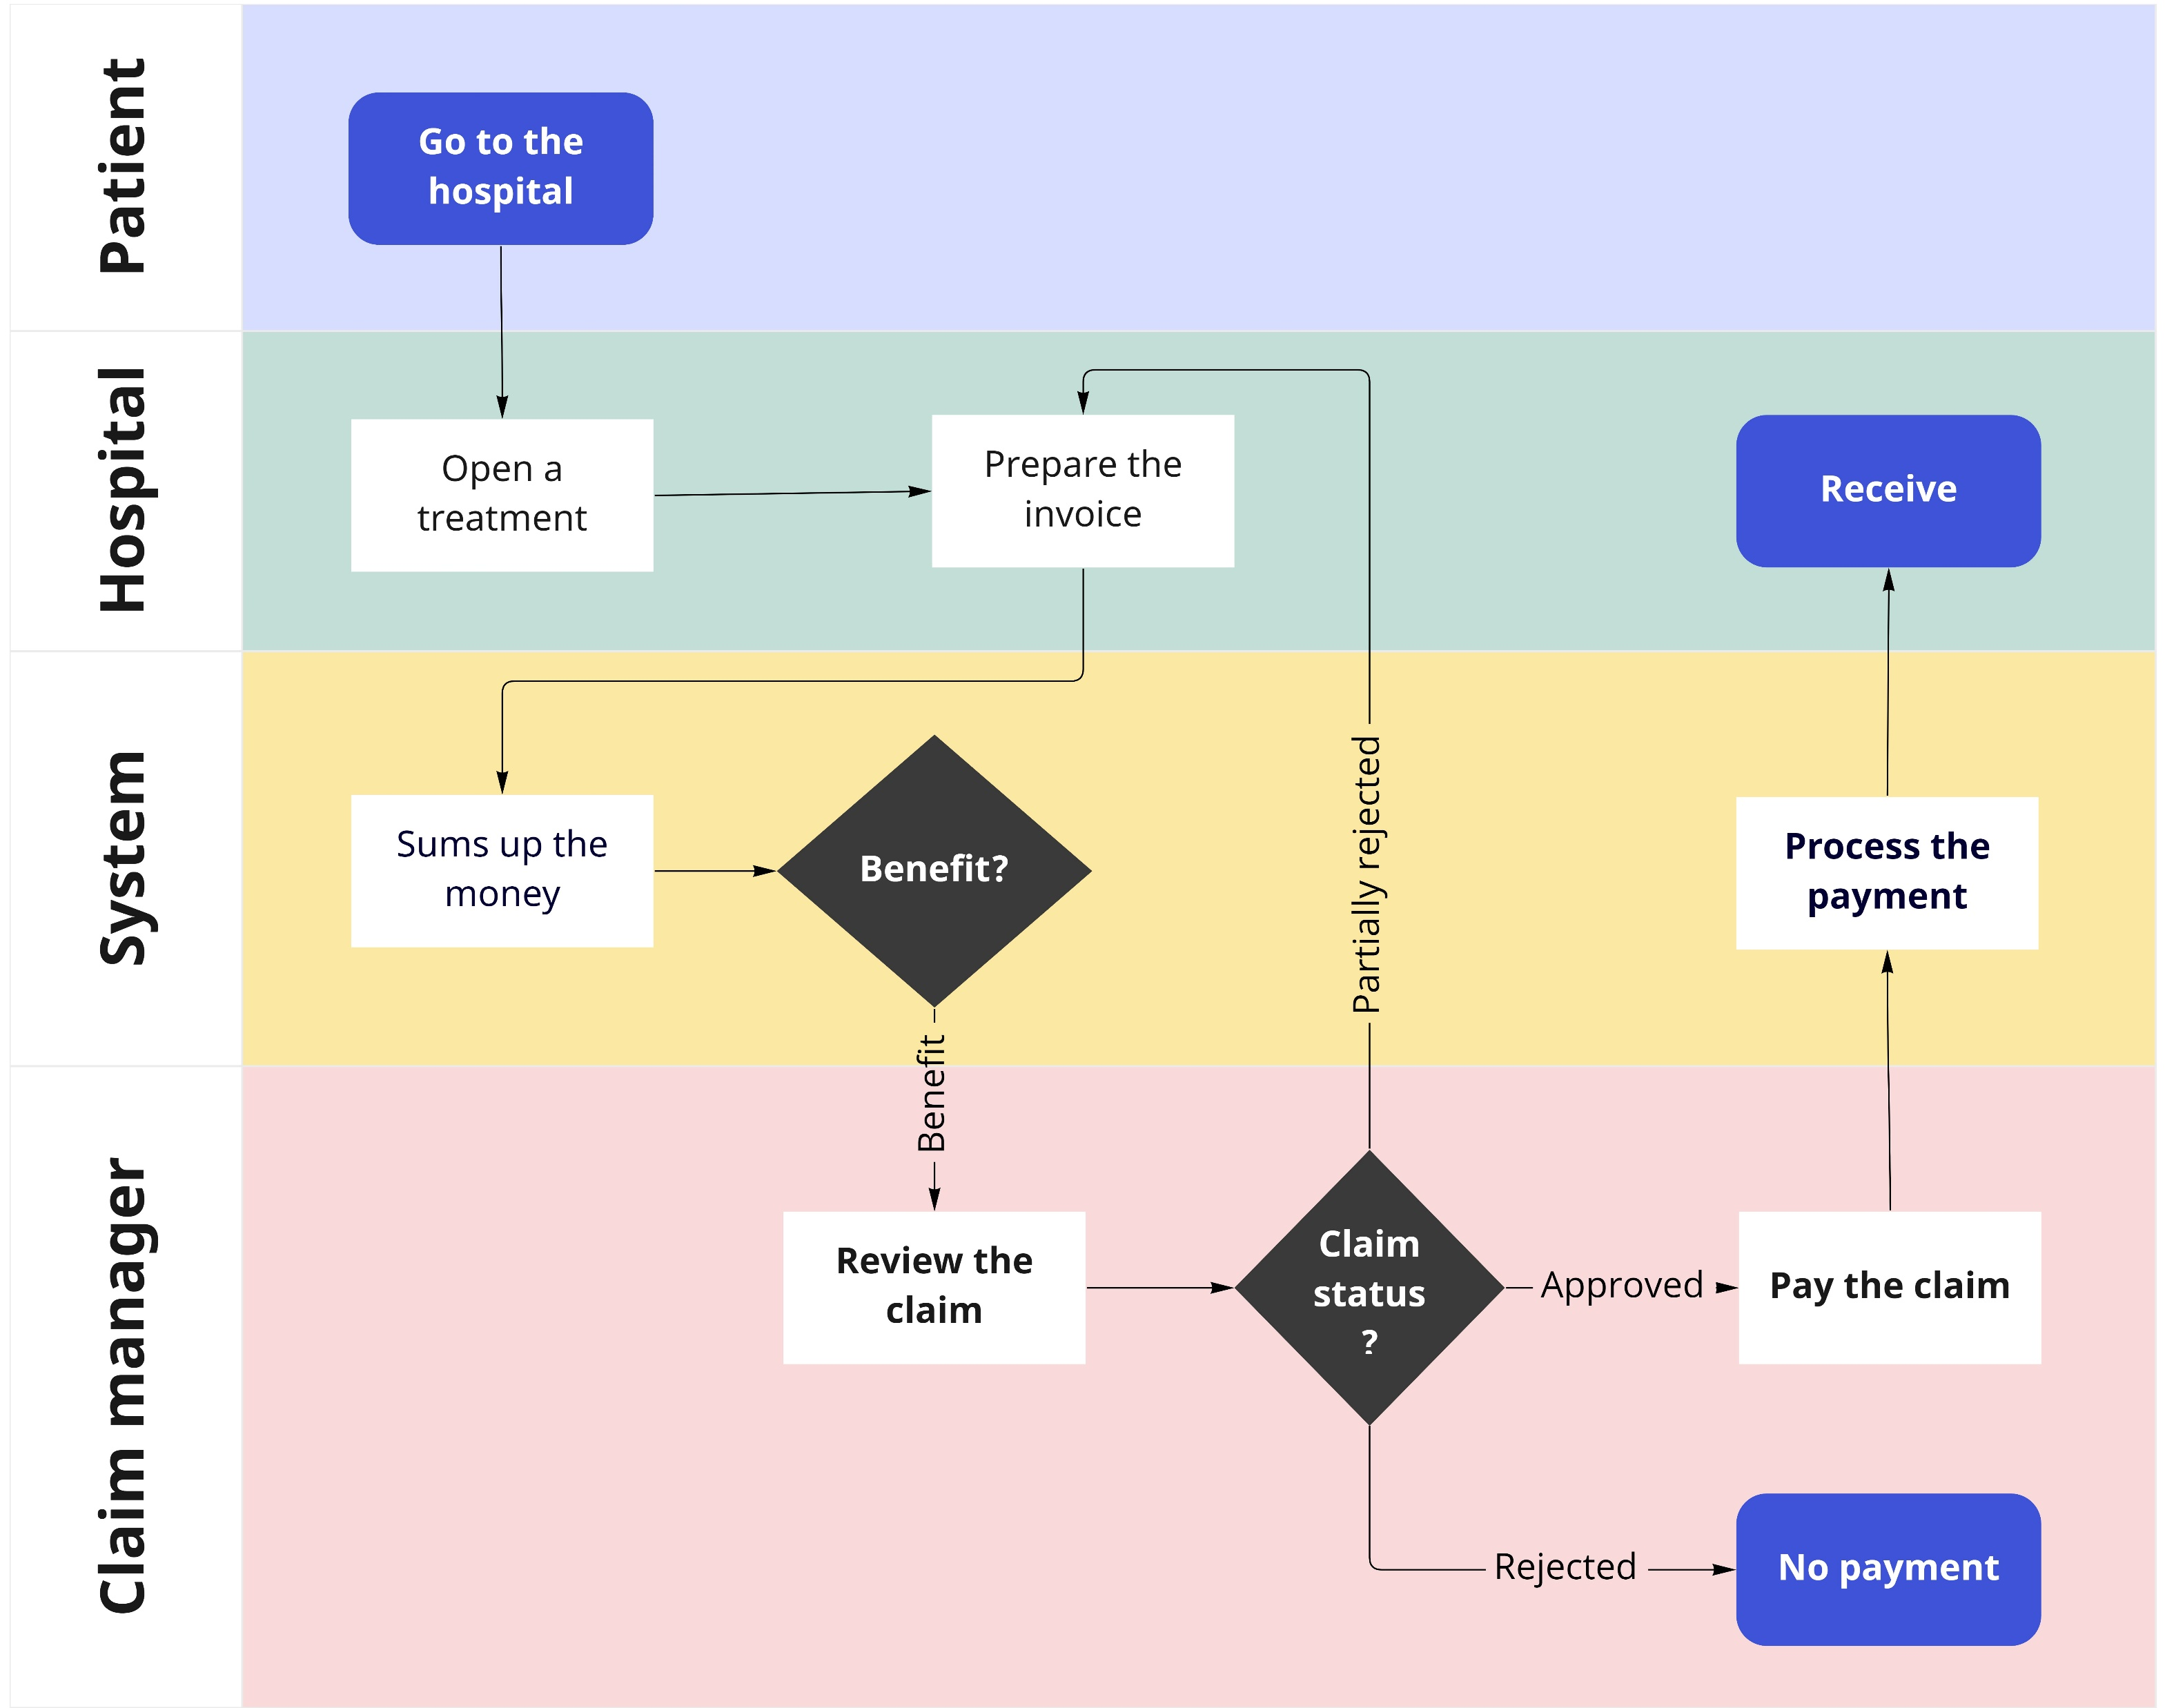 Patient
Go to the
hospital
Hospital
Open a
treatment
Prepare the
invoice
Receive
System
Sums up the
money
Benefit?
Partially rejected
Process the
payment
Benefit
Claim manager
Review the
claim
Claim
status
?
Approved
Pay the claim
Rejected
No payment